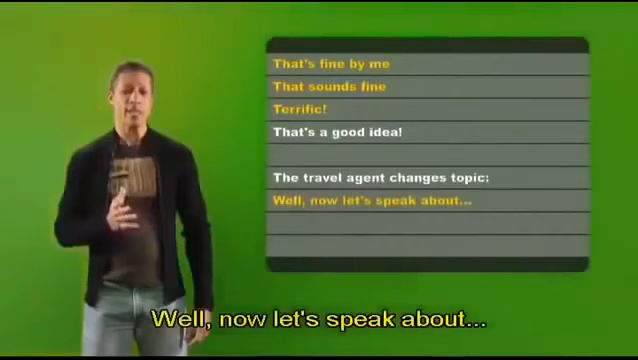 That's fine by me
That sounds fine
Terrific!
That's a good idea!
The travel agent changes topic:
Well, now let's speak about...
Well, now let's speak about...